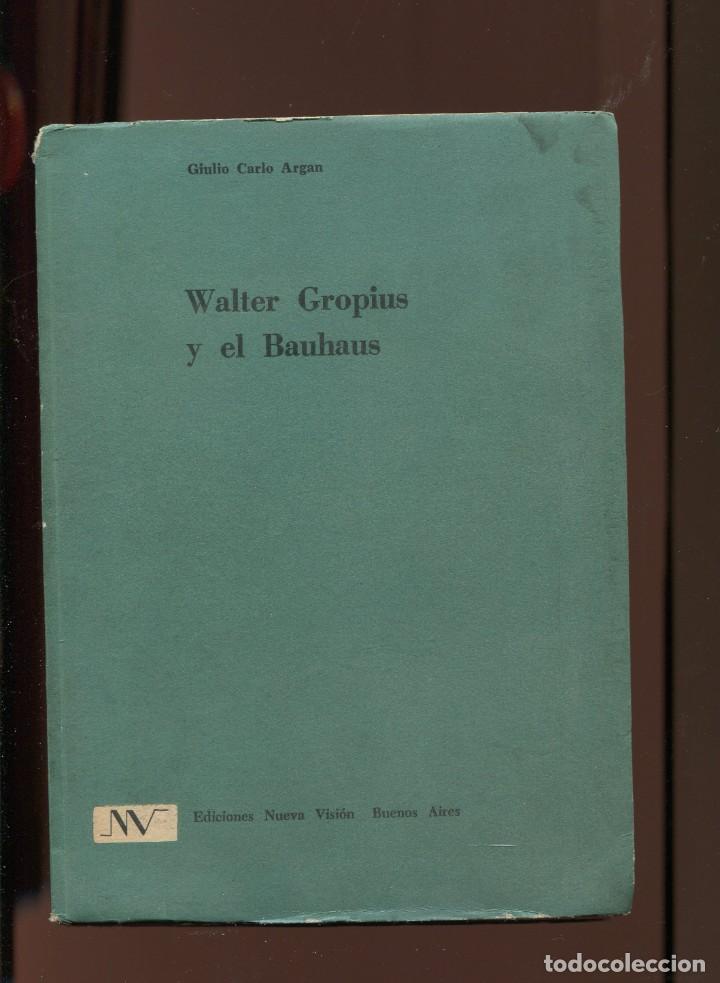 Giulio Carlo Argan
Walter Gropius
y el Bauhaus
NV
Ediciones Nueva Visión Buenos Aires
todocoleccion